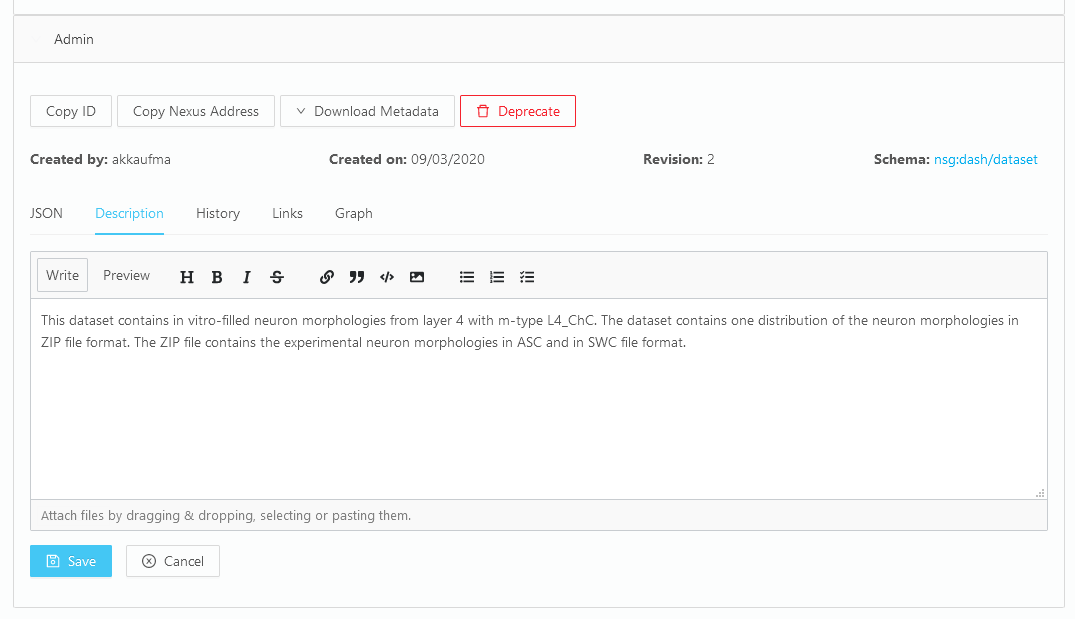 Admin
Copy ID Copy Nexus Address Download Metadata Deprecate
Created by: akkaufma Created on: 09/03/2020 Revision: 2 Schema: nsg:dash/dataset
JSON Description History Links Graph
Write Preview H B I S
This dataset contains in vitro-filled neuron morphologies from layer 4 with m-type L4_ChC. The dataset contains one distribution of the neuron morphologies in
ZIP file format. The ZIP file contains the experimental neuron morphologies in ASC and in SWC file format.
Attach files by dragging & dropping, selecting or pasting them.
Save Cancel